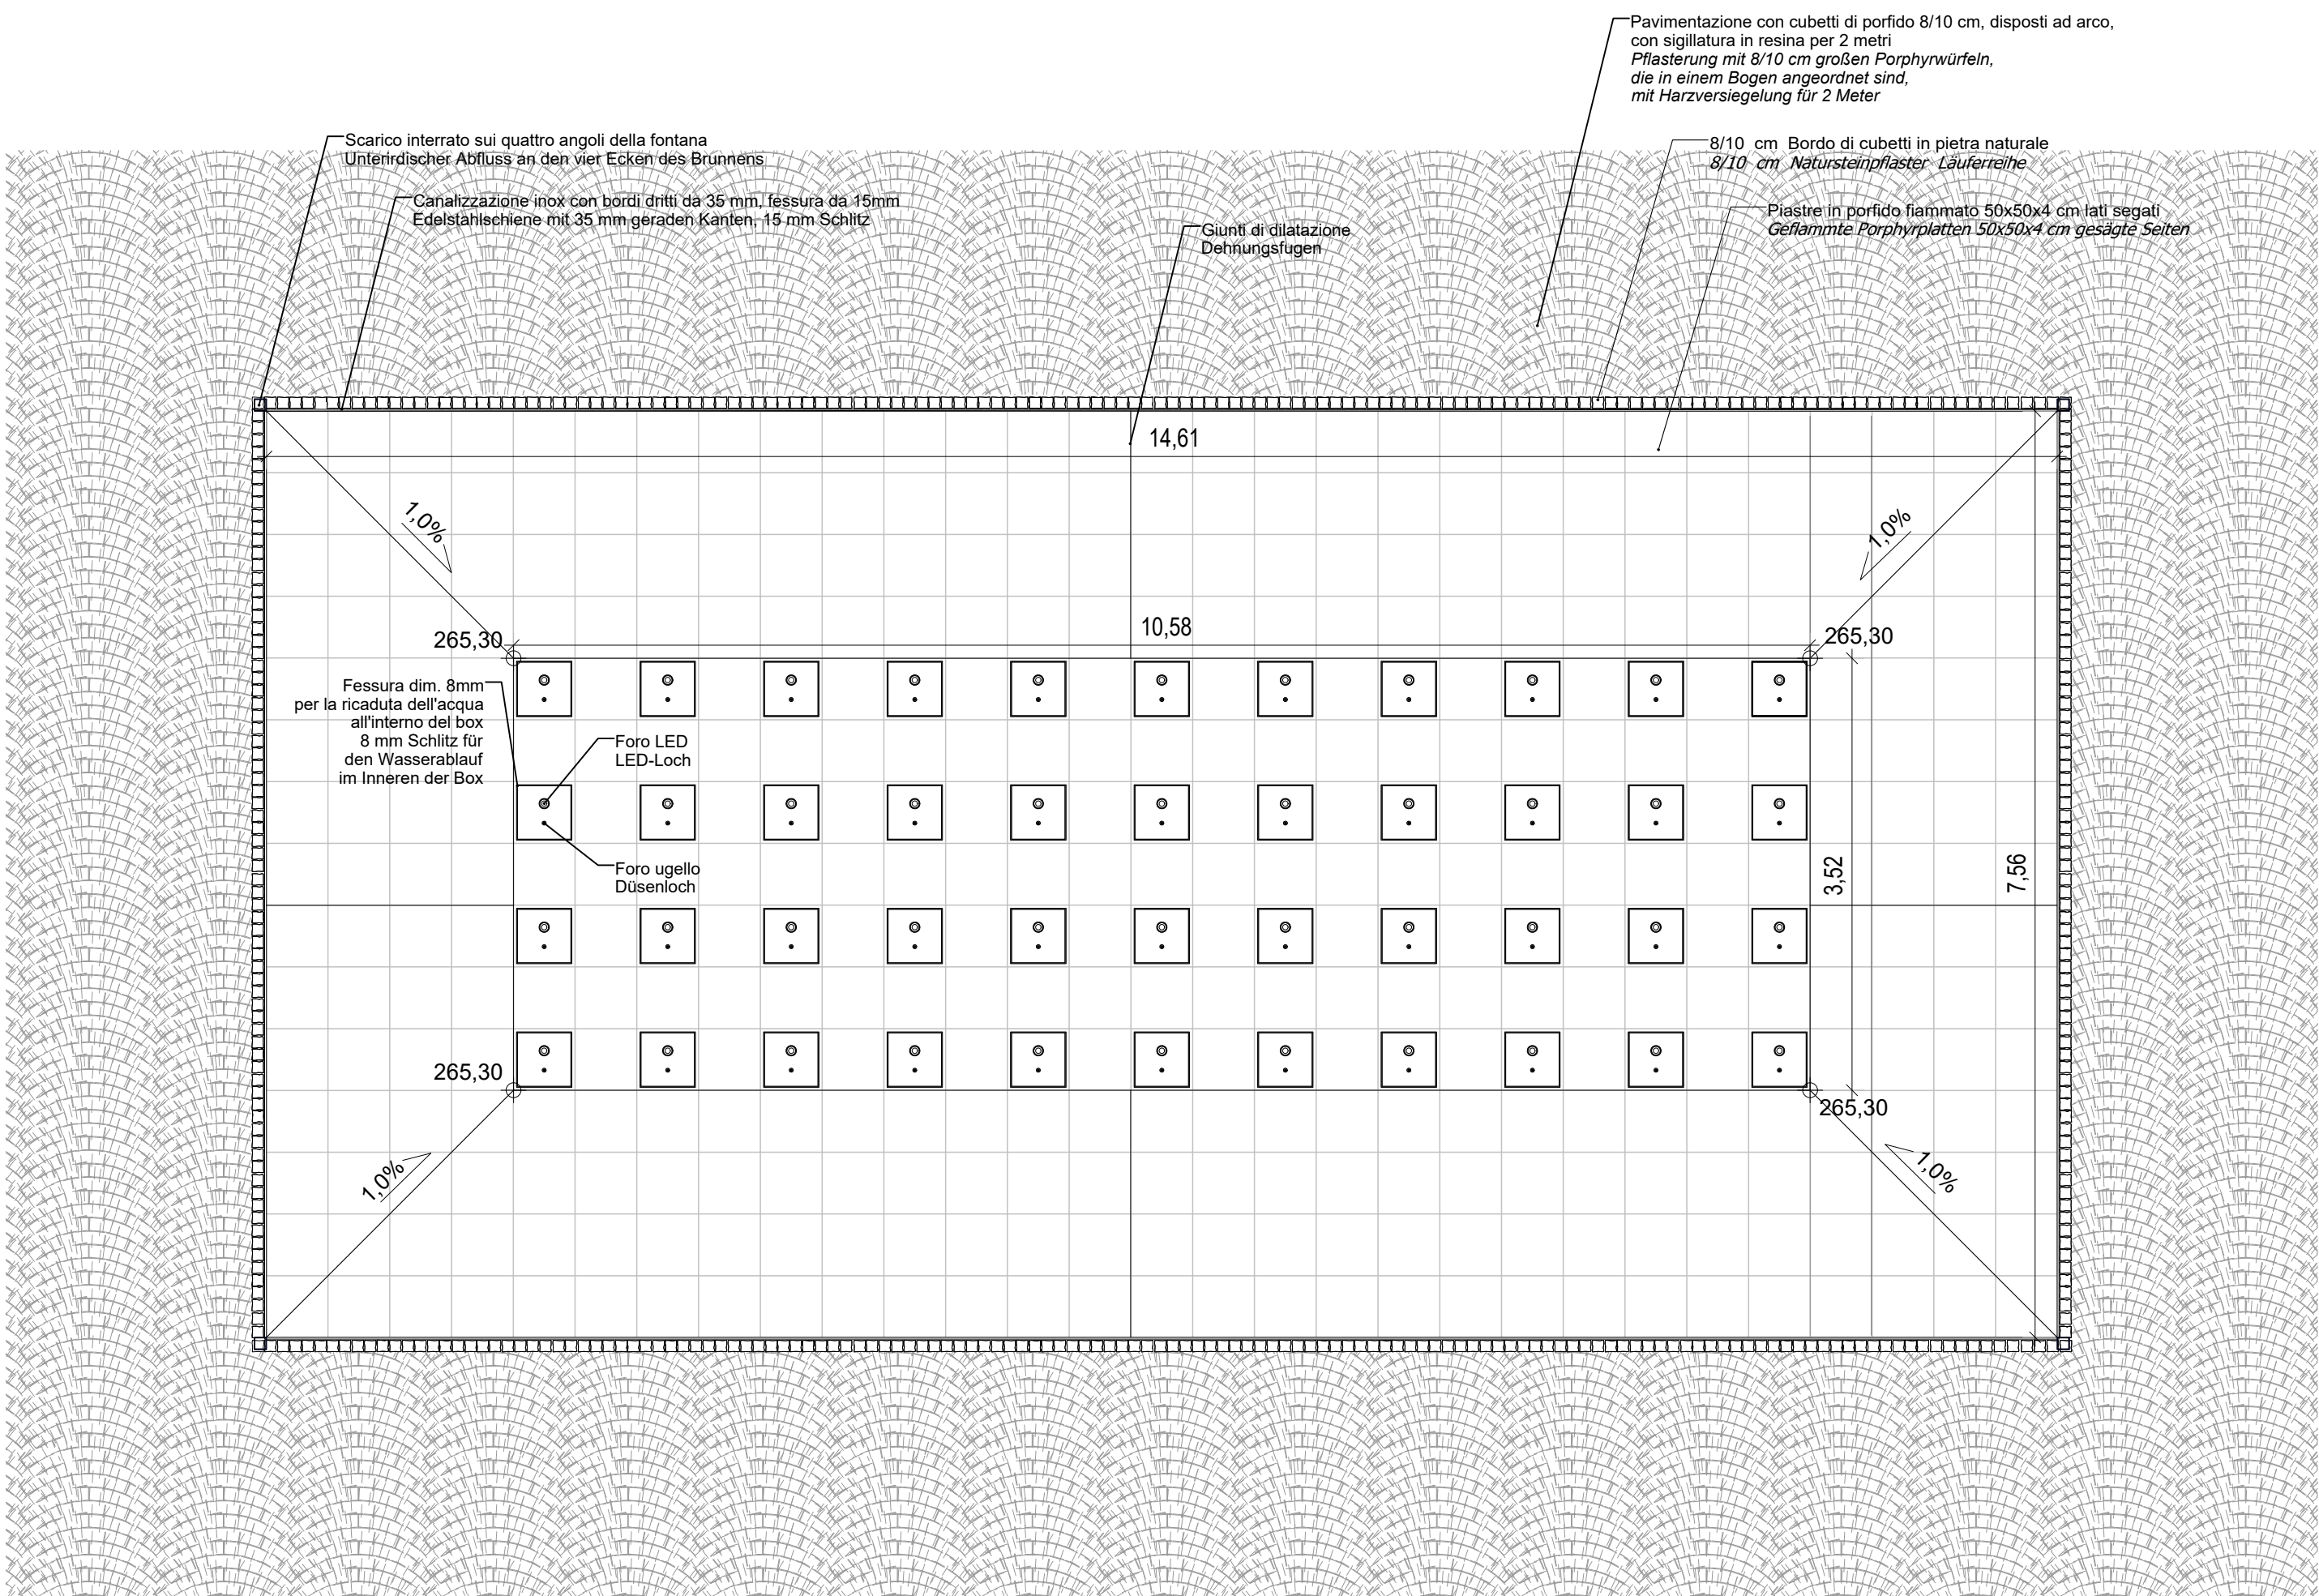 Pavimentazione con cubetti di porfido 8/10 cm, disposti ad arco,
con sigillatura in resina per 2 metri
Pflasterung mit 8/10 cm großen Porphyrwürfeln,
die in einem Bogen angeordnet sind,
mit Harzversiegelung für 2 Meter
Scarico interrato sui quattro angoli della fontana
Unterirdischer Abfluss an den vier Ecken des Brunnens
8/10 cm Bordo di cubetti in pietra naturale
8/10 cm Natursteinpflaster Läuferreihe
Canalizzazione inox con bordi dritti da 35 mm, fessura da 15mm
Edelstahlschiene mit 35 mm geraden Kanten, 15 mm Schlitz
Piastre in porfido fiammato 50x50x4 cm lati segati
Geflammte Porphyrplatten 50x50x4 cm gesägte Seiten
Giunti di dilatazione
Dehnungsfugen
14,61
1,0%
1,0%
10,58
265,30
265,30
Fessura dim. 8mm
per la ricaduta dell'acqua
all'interno del box
8 mm Schlitz für
den Wasserablauf
im Inneren der Box
Foro LED
LED-Loch
Foro ugello
Düsenloch
3,52
7,56
265,30
265,30
1,0%
1,0%